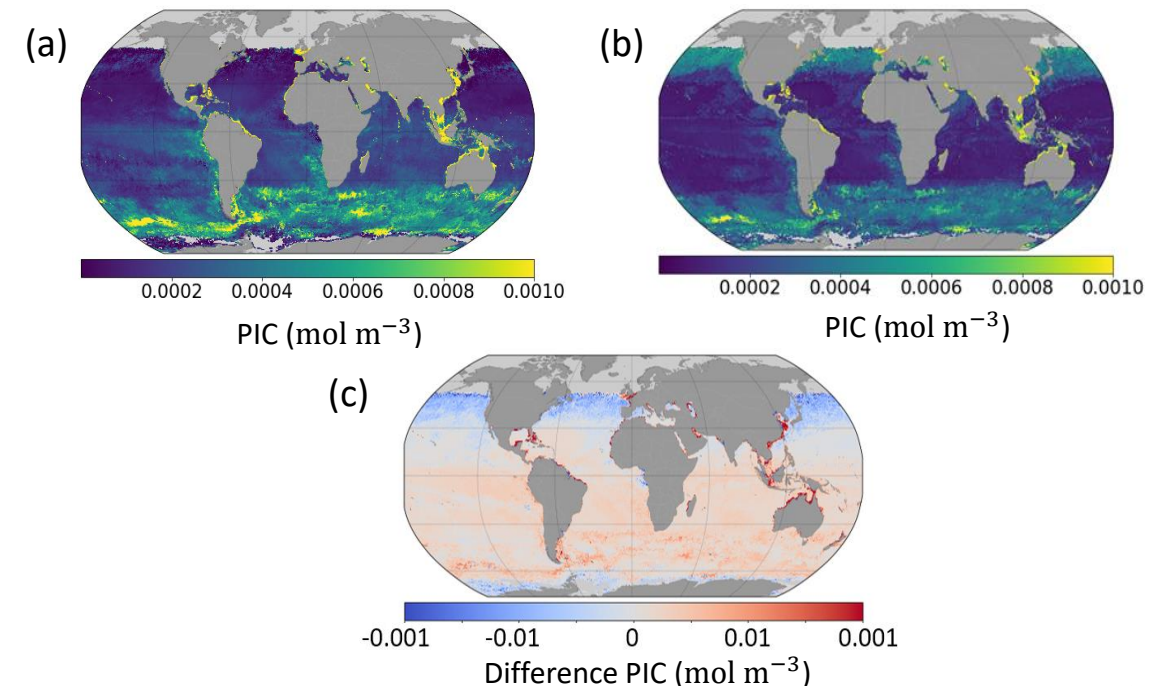 (a)
(b)
0.0002 0.0004 0.0006 0.0008 0.0010
PIC (mol m⁻³)
0.0002 0.0004 0.0006 0.0008 0.0010
PIC (mol m⁻³)
(c)
-0.001 -0.01 0 0.01 0.001
Difference PIC (mol m⁻³)